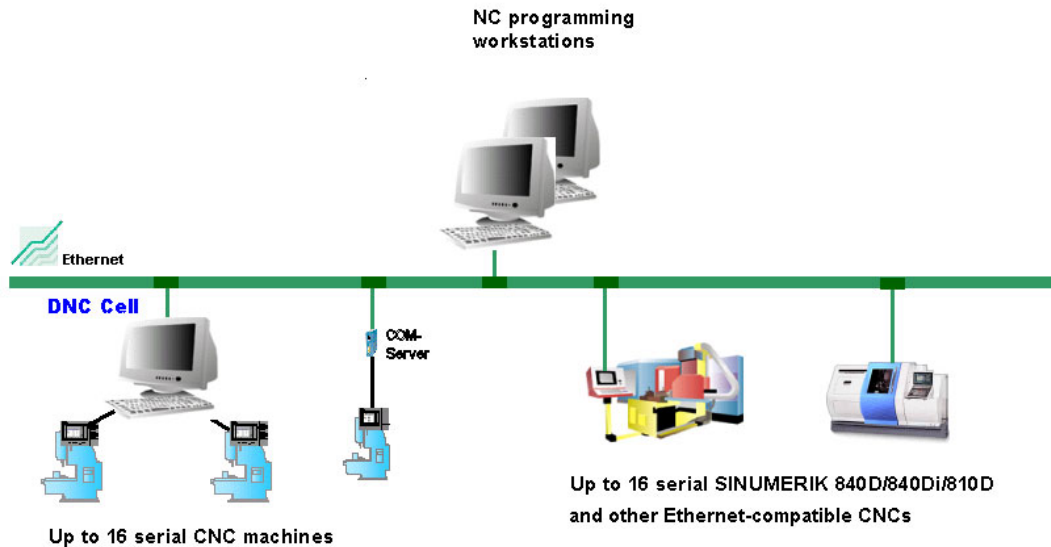 NC programming
workstations
Ethernet
DNC Cell
COM-
Server
Up to 16 serial CNC machines
Up to 16 serial SINUMERIK 840D/840Di/810D
and other Ethernet-compatible CNCs